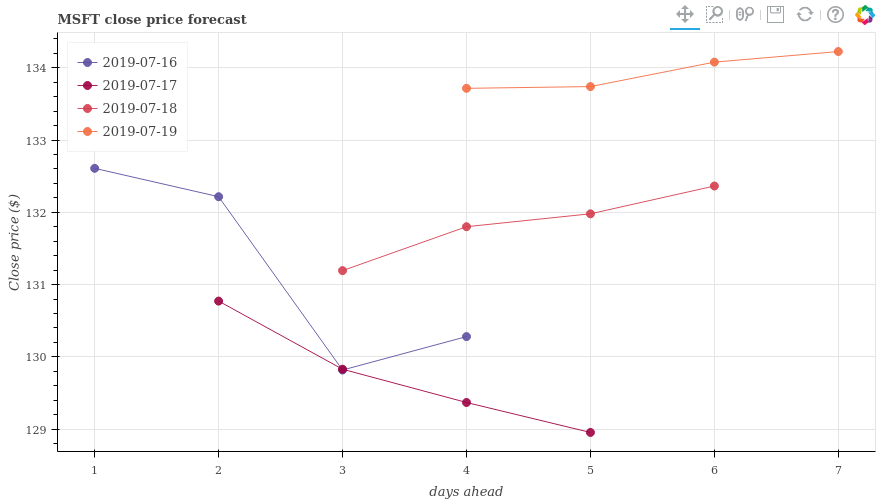 MSFT close price forecast
2019-07-16
2019-07-17
2019-07-18
2019-07-19
Close price ($)
134
133
132
131
130
129
1 2 3 4 5 6 7
days ahead